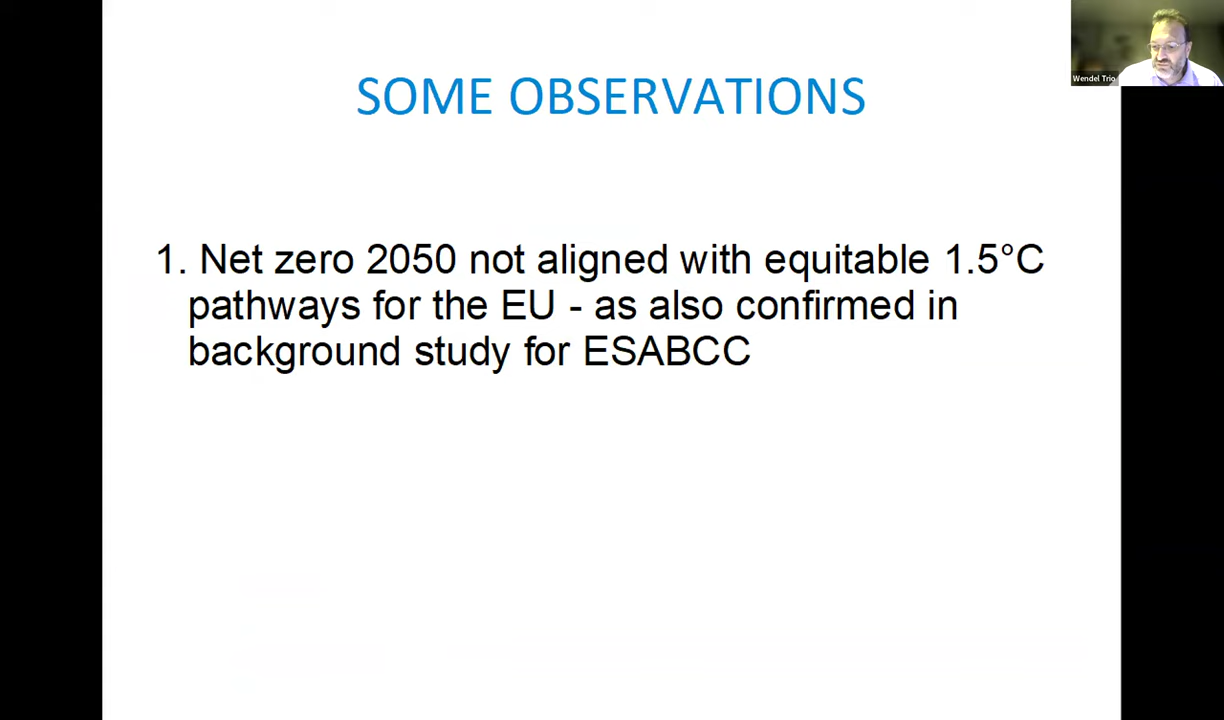 Wendel Trio
SOME OBSERVATIONS
1. Net zero 2050 not aligned with equitable 1.5°C
pathways for the EU - as also confirmed in
background study for ESABCC